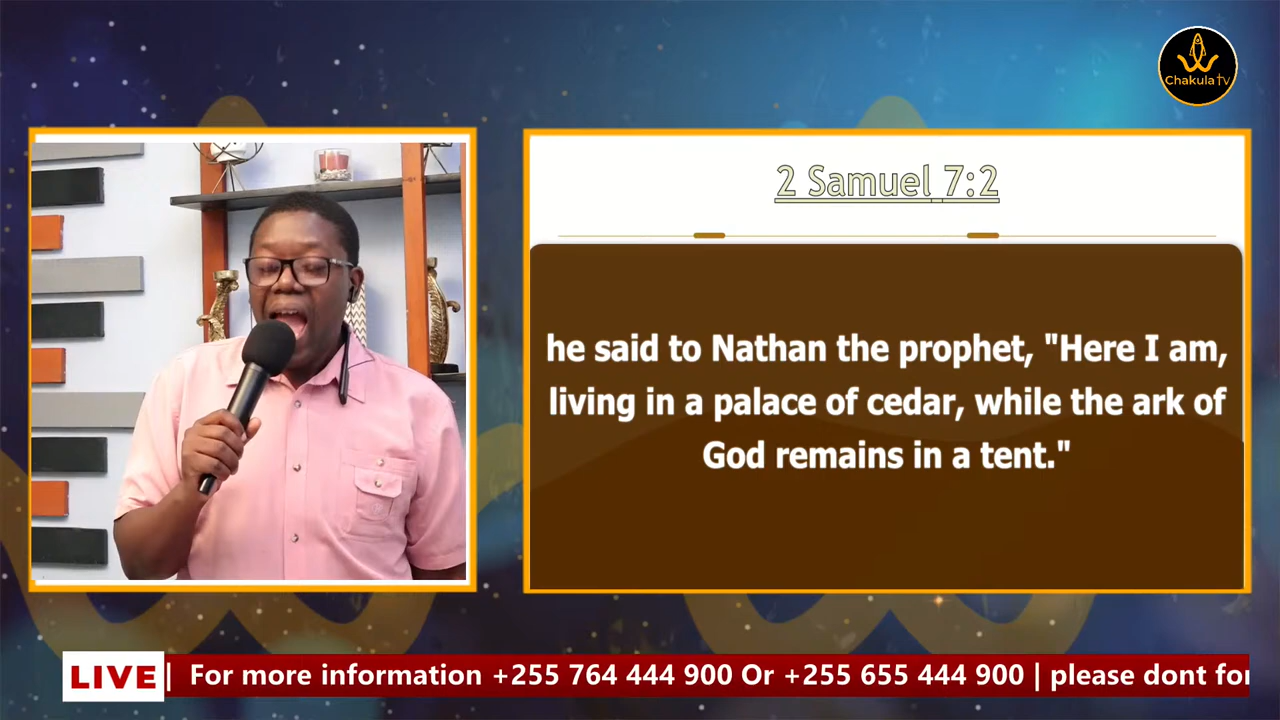 Chakula tv
2 Samuel 7:2
he said to Nathan the prophet, "Here I am,
living in a palace of cedar, while the ark of
God remains in a tent."
LIVE | For more information +255 764 444 900 Or +255 655 444 900 | please dont for